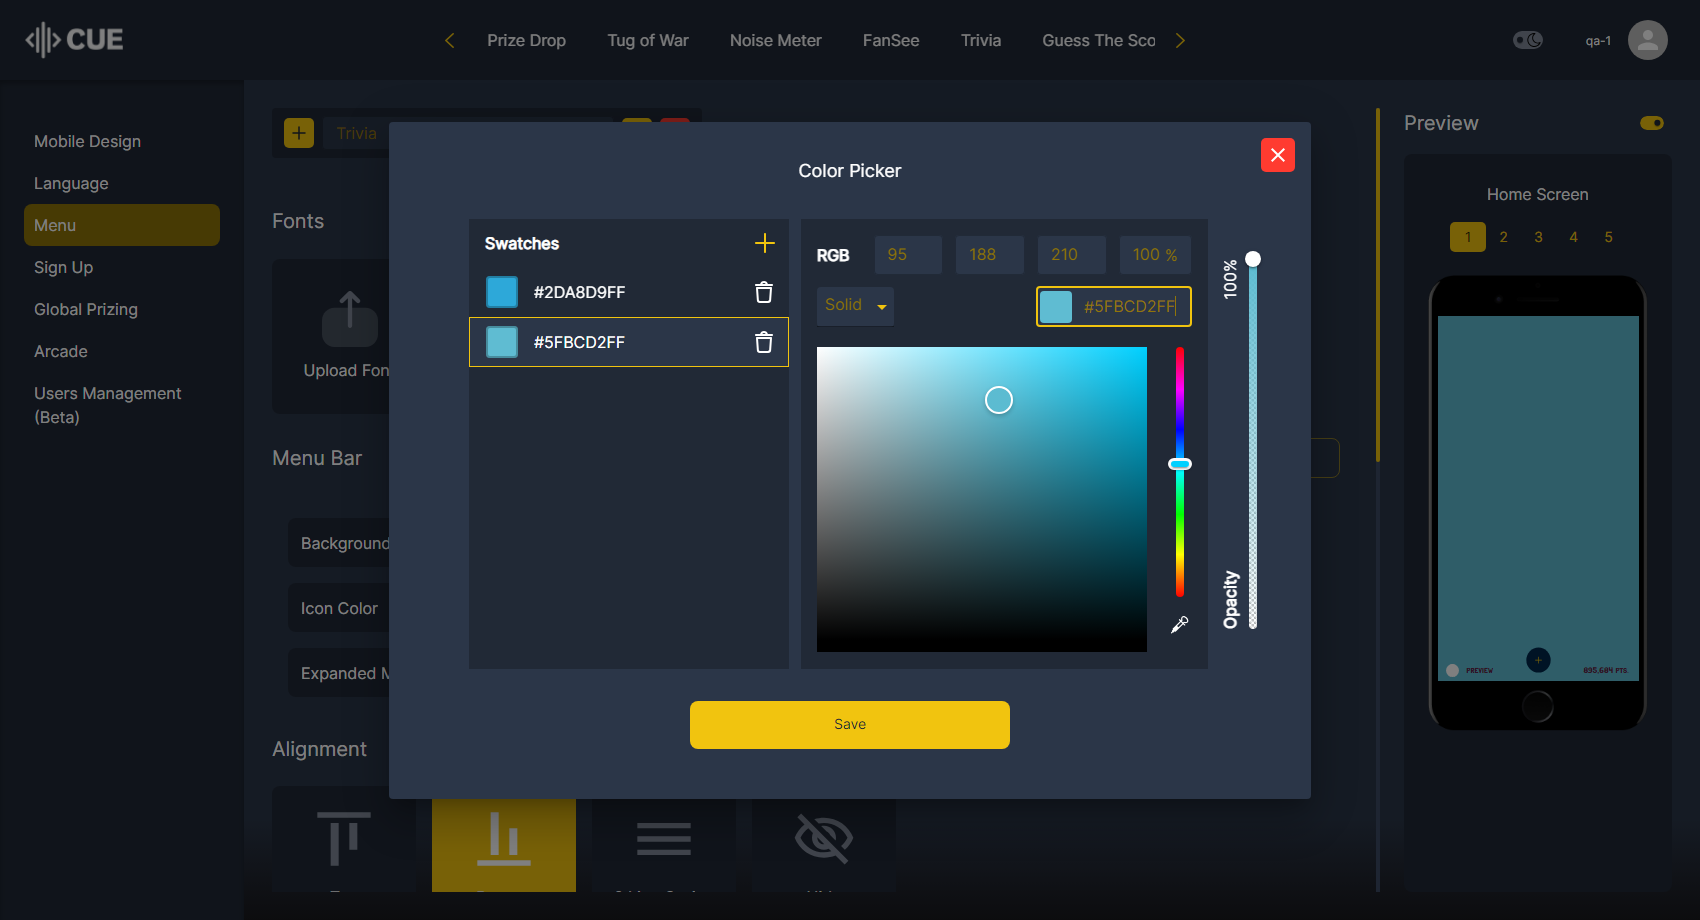 CUE
Prize Drop
Tug of War
Noise Meter
FanSee
Trivia
Guess The Sco
qa-1
Mobile Design
Language
Menu
Sign Up
Global Prizing
Arcade
Users Management
(Beta)
Trivia
Fonts
Upload Fon
Menu Bar
Background
Icon Color
Expanded M
Alignment
Color Picker
Swatches
#2DA8D9FF
#5FBCD2FF
RGB
95
188
210
100 %
Solid
#5FBCD2FF
100%
Opacity
Save
Preview
Home Screen
1 2 3 4 5
PREVIEW
895,684 PTS